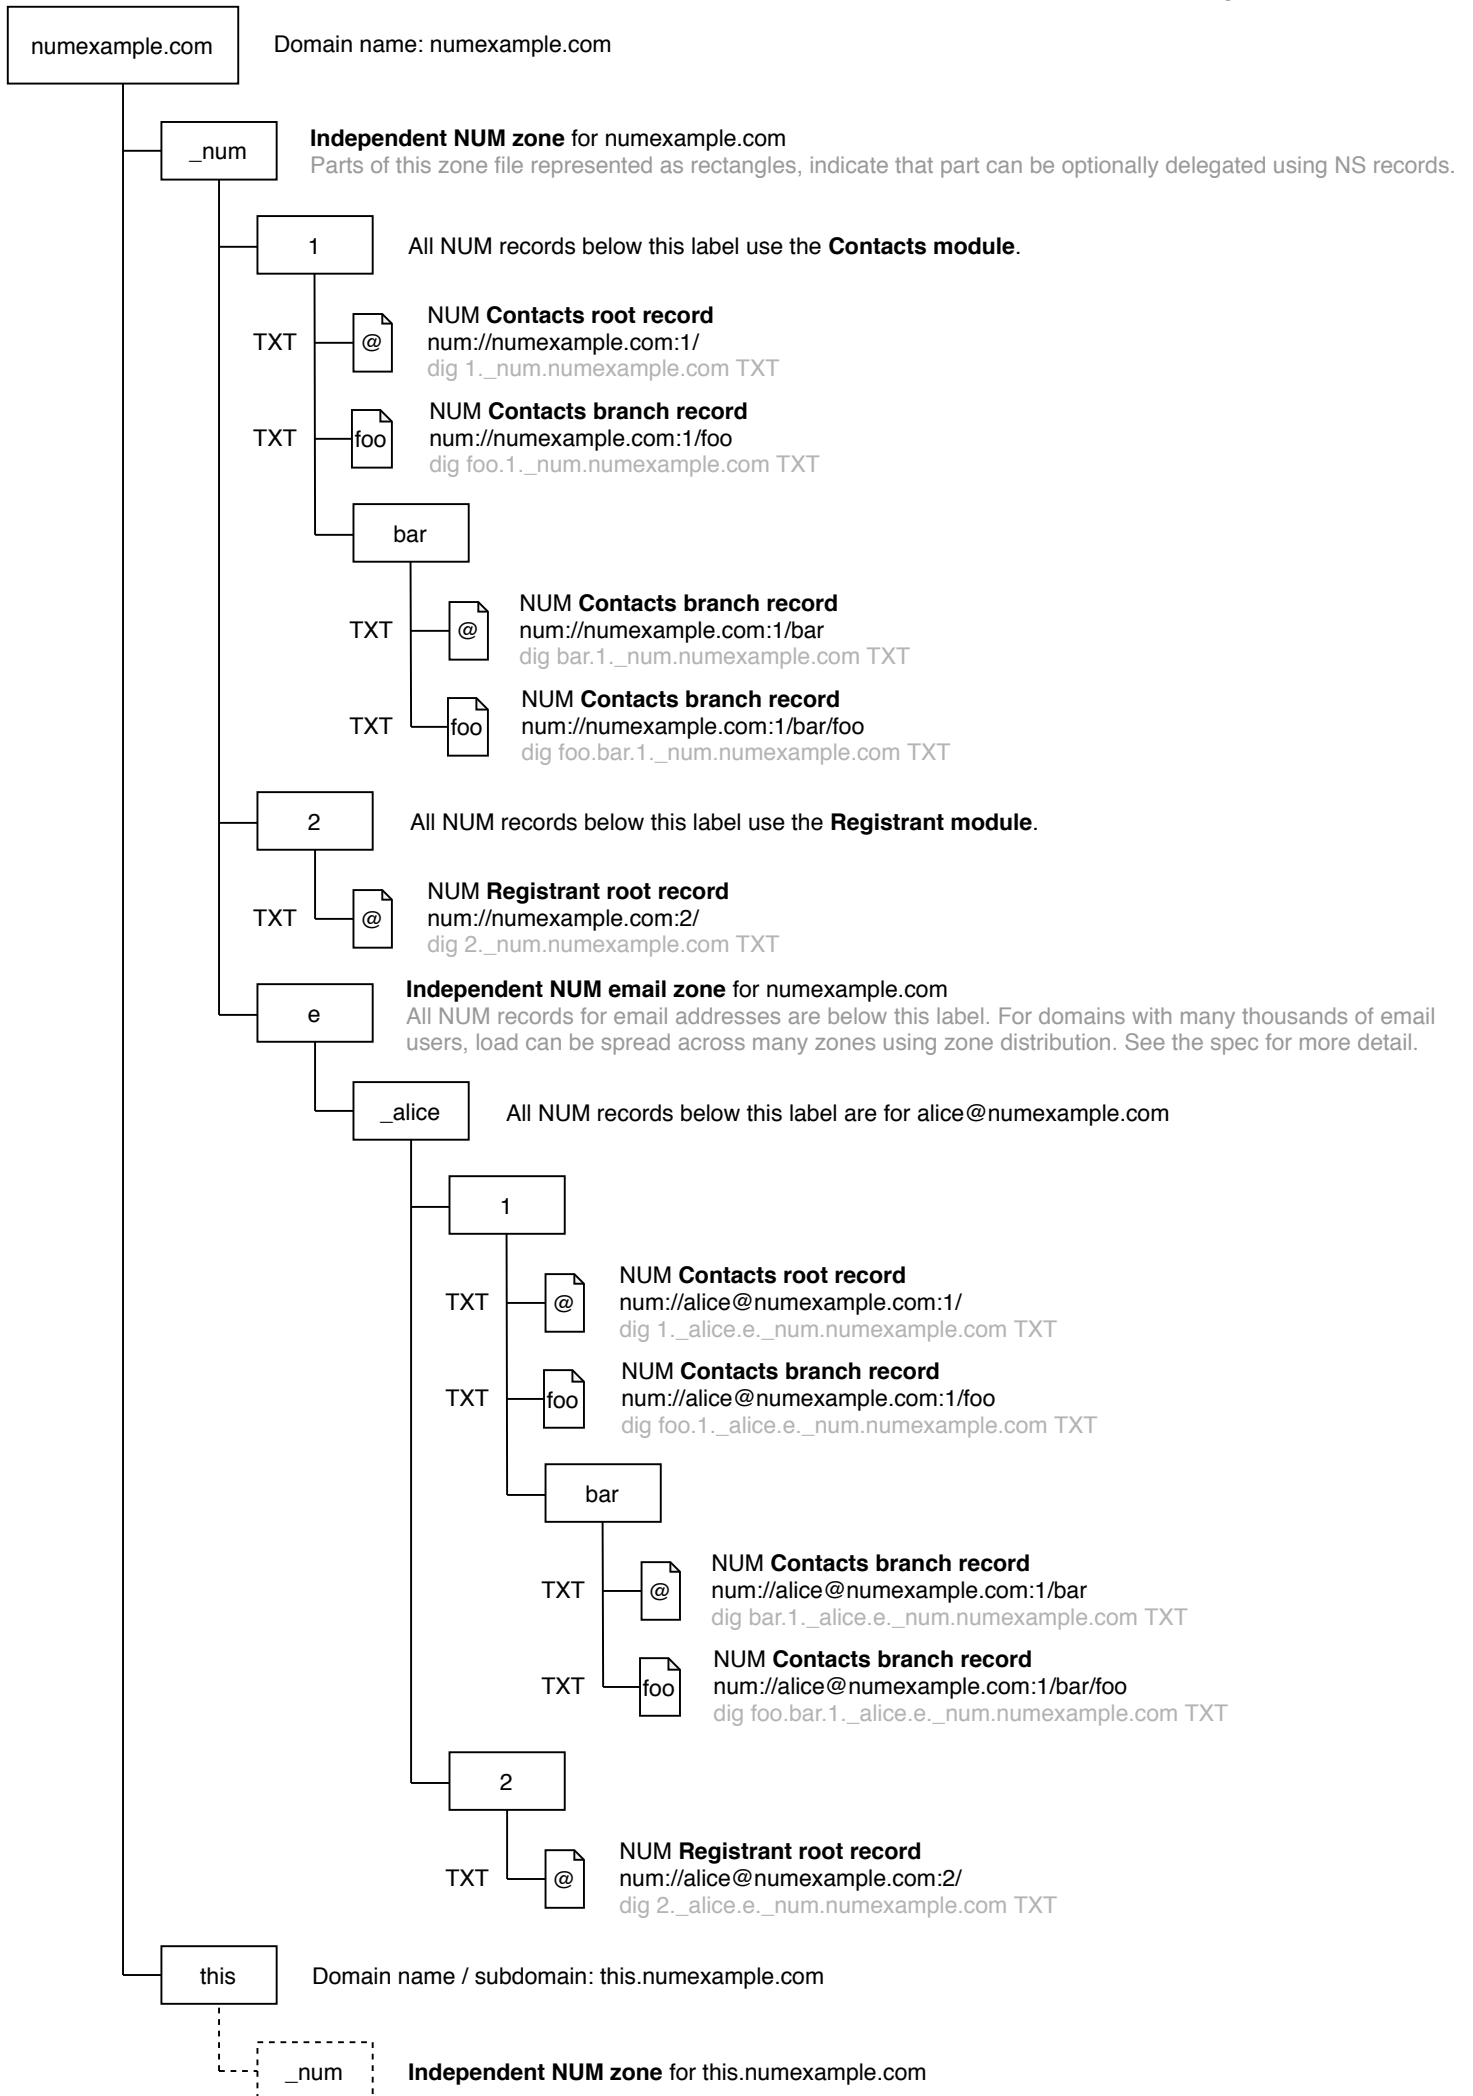 numexample.com
Domain name: numexample.com
_num
Independent NUM zone for numexample.com
Parts of this zone file represented as rectangles, indicate that part can be optionally delegated using NS records.
1
All NUM records below this label use the Contacts module.
TXT
@
NUM Contacts root record
num://numexample.com:1/
dig 1._num.numexample.com TXT
TXT
foo
NUM Contacts branch record
num://numexample.com:1/foo
dig foo.1._num.numexample.com TXT
bar
TXT
@
NUM Contacts branch record
num://numexample.com:1/bar
dig bar.1._num.numexample.com TXT
TXT
foo
NUM Contacts branch record
num://numexample.com:1/bar/foo
dig foo.bar.1._num.numexample.com TXT
2
All NUM records below this label use the Registrant module.
TXT
@
NUM Registrant root record
num://numexample.com:2/
dig 2._num.numexample.com TXT
e
Independent NUM email zone for numexample.com
All NUM records for email addresses are below this label. For domains with many thousands of email
users, load can be spread across many zones using zone distribution. See the spec for more detail.
_alice
All NUM records below this label are for alice@numexample.com
1
TXT
@
NUM Contacts root record
num://alice@numexample.com:1/
dig 1._alice.e._num.numexample.com TXT
TXT
foo
NUM Contacts branch record
num://alice@numexample.com:1/foo
dig foo.1._alice.e._num.numexample.com TXT
bar
TXT
@
NUM Contacts branch record
num://alice@numexample.com:1/bar
dig bar.1._alice.e._num.numexample.com TXT
TXT
foo
NUM Contacts branch record
num://alice@numexample.com:1/bar/foo
dig foo.bar.1._alice.e._num.numexample.com TXT
2
TXT
@
NUM Registrant root record
num://alice@numexample.com:2/
dig 2._alice.e._num.numexample.com TXT
this
Domain name / subdomain: this.numexample.com
_num
Independent NUM zone for this.numexample.com